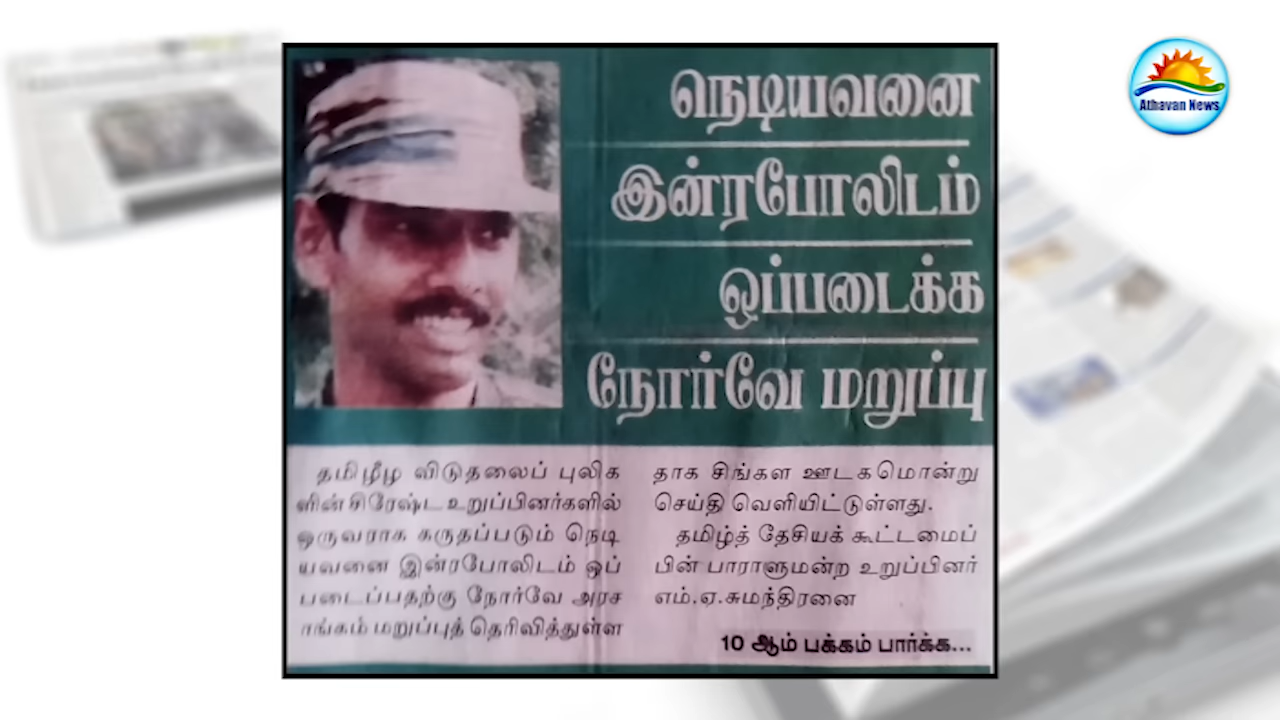 Athavan News
நெடியவனை
இன்ரபோலிடம்
ஒப்படைக்க
நோர்வே மறுப்பு
தமிழீழ விடுதலைப் புலிக
ளின் சிரேஷ்ட உறுப்பினர்களில்
ஒருவராக கருதப்படும் நெடி
யவனை இன்ரபோலிடம் ஒப்
படைப்பதற்கு நோர்வே அரச
ாங்கம் மறுப்புத் தெரிவித்துள்ள
தாக சிங்கள ஊடகமொன்று
செய்தி வெளியிட்டுள்ளது.
தமிழ்த் தேசியக் கூட்டமைப்
பின் பாராளுமன்ற உறுப்பினர்
எம்.ஏ.சுமந்திரனை
10 ஆம் பக்கம் பார்க்க...